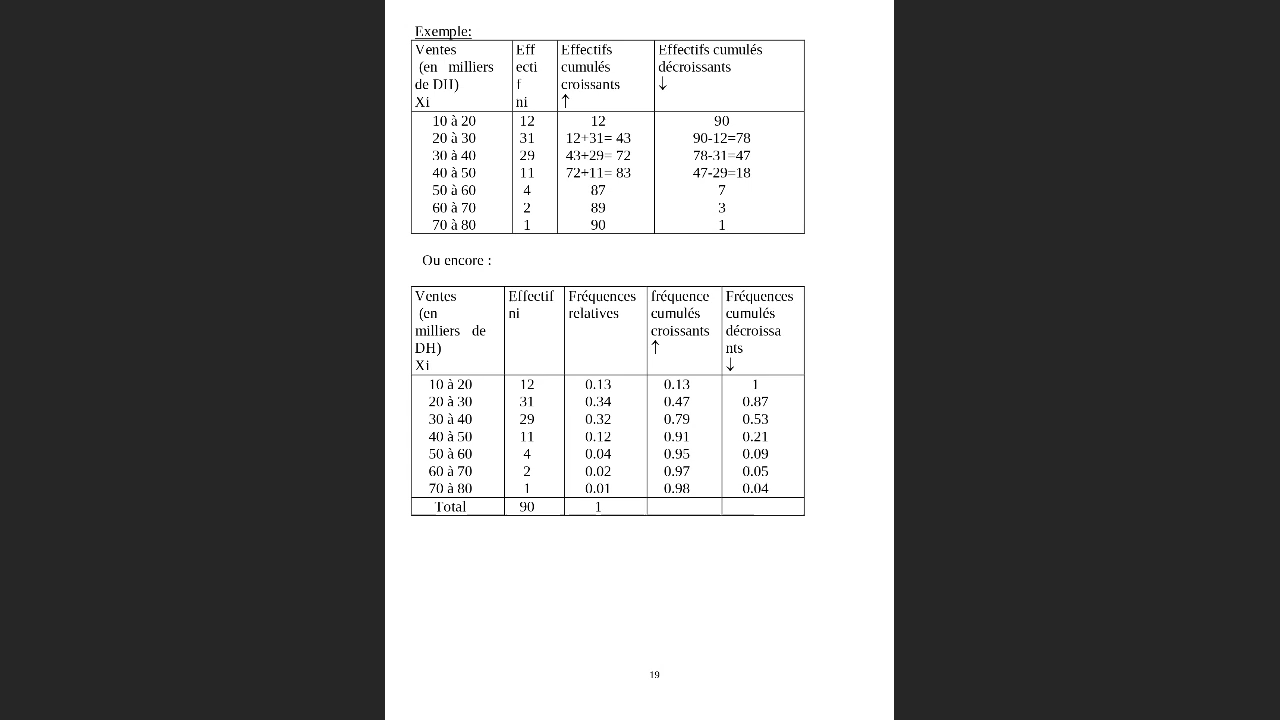 Exemple:
Ventes (en milliers de DH) Xi | Effectif ni | Effectifs cumulés croissants ↑ | Effectifs cumulés décroissants ↓
10 à 20 12 12 90
20 à 30 31 12+31= 43 90-12=78
30 à 40 29 43+29= 72 78-31=47
40 à 50 11 72+11= 83 47-29=18
50 à 60 4 87 7
60 à 70 2 89 3
70 à 80 1 90 1
Ou encore :
Ventes (en milliers de DH) Xi | Effectif ni | Fréquences relatives | fréquence cumulés croissants ↑ | Fréquences cumulés décroissants ↓
10 à 20 12 0.13 0.13 1
20 à 30 31 0.34 0.47 0.87
30 à 40 29 0.32 0.79 0.53
40 à 50 11 0.12 0.91 0.21
50 à 60 4 0.04 0.95 0.09
60 à 70 2 0.02 0.97 0.05
70 à 80 1 0.01 0.98 0.04
Total 90 1
19